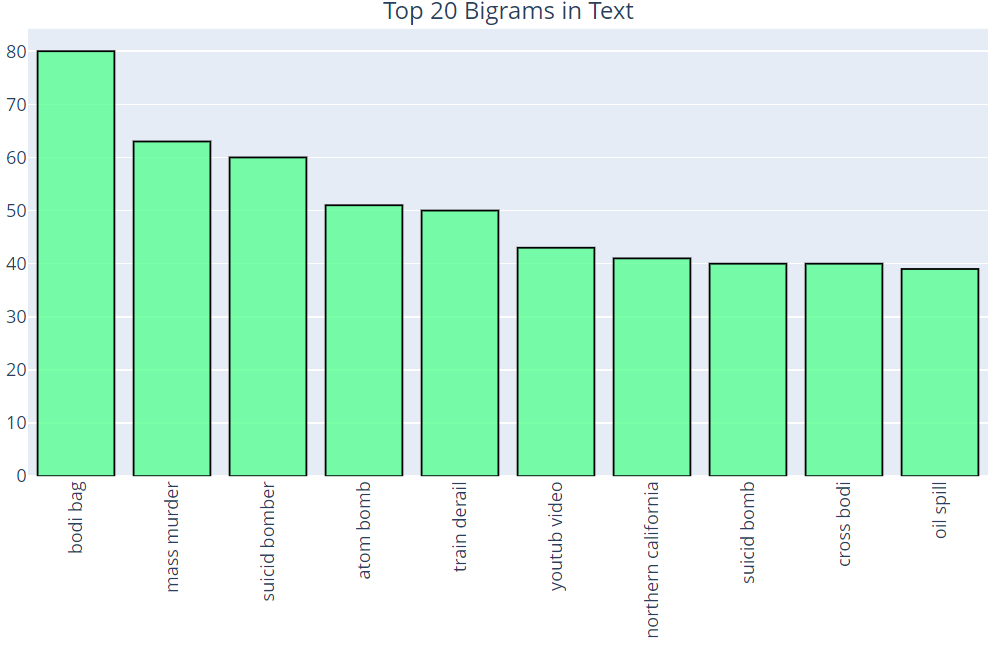 Top 20 Bigrams in Text
80
70
60
50
40
30
20
10
0
bodi bag
mass murder
suicid bomber
atom bomb
train derail
youtub video
northern california
suicid bomb
cross bodi
oil spill